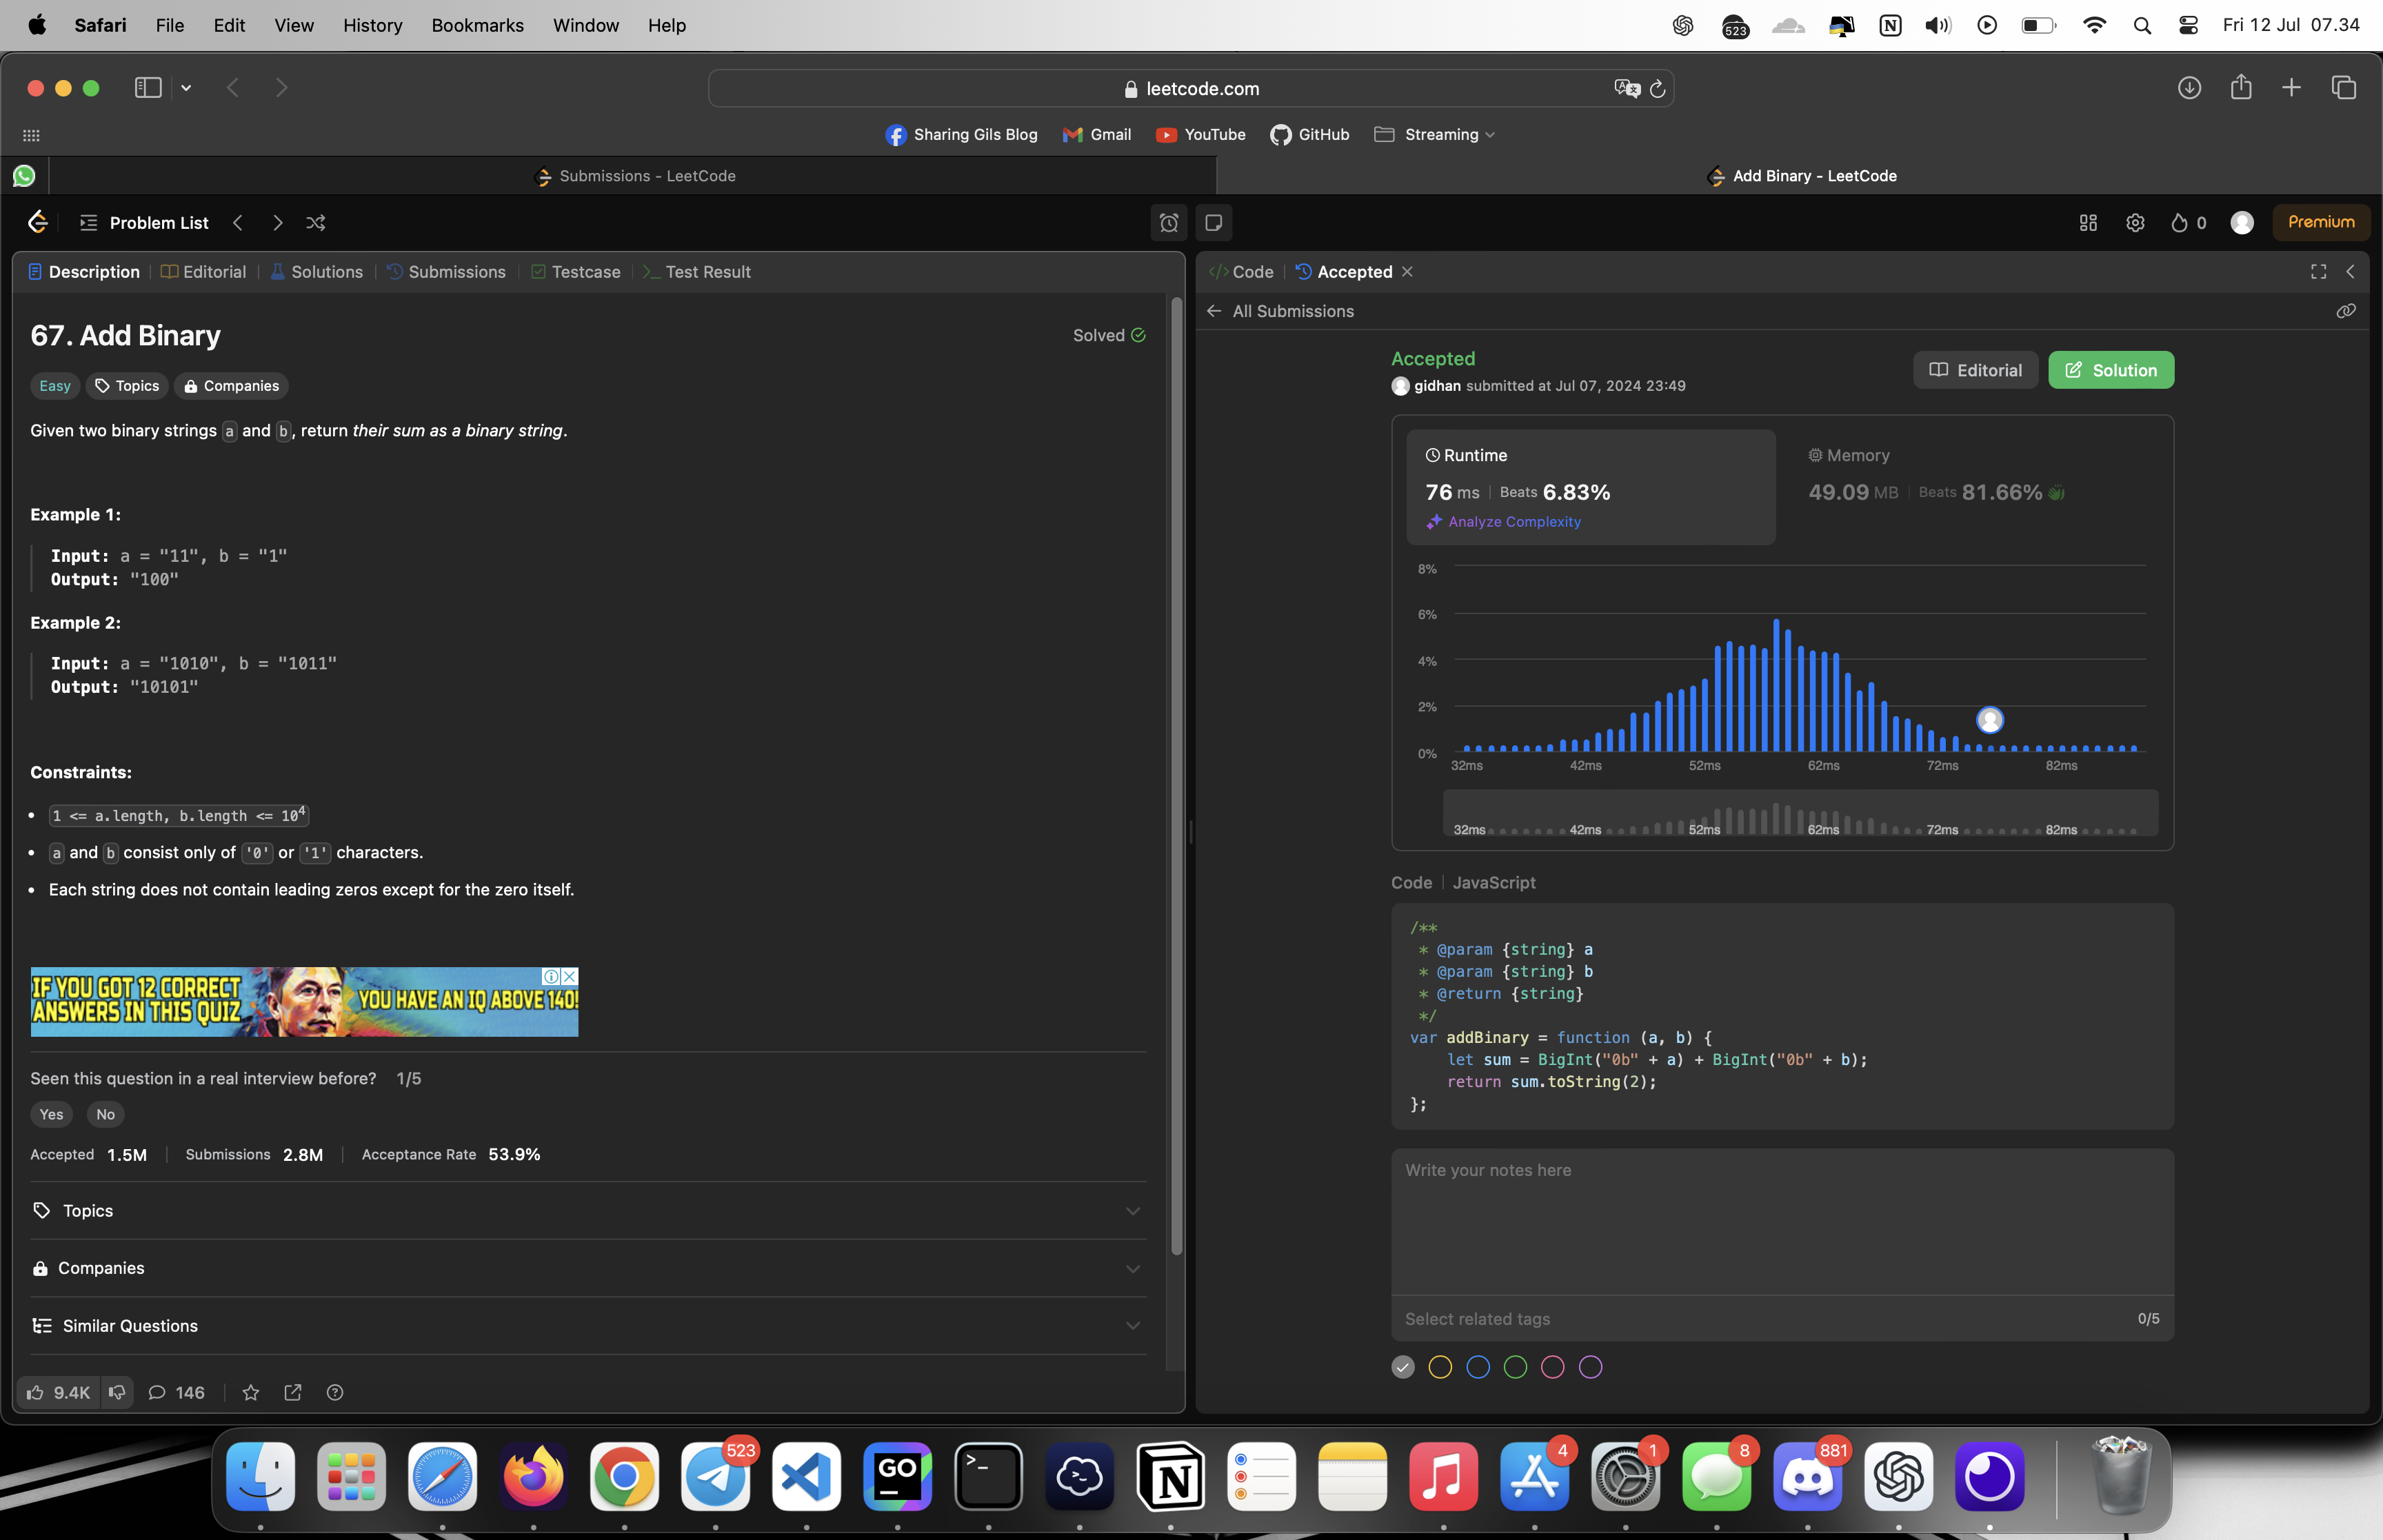 Safari File Edit View History Bookmarks Window Help
523
Fri 12 Jul 07.34
leetcode.com
Sharing Gils Blog Gmail YouTube GitHub Streaming
Submissions - LeetCode
Add Binary - LeetCode
Problem List
0
Premium
Description Editorial Solutions Submissions Testcase Test Result
67. Add Binary
Solved
Easy Topics Companies
Given two binary strings a and b, return their sum as a binary string.
Example 1:
Input: a = "11", b = "1"
Output: "100"
Example 2:
Input: a = "1010", b = "1011"
Output: "10101"
Constraints:
1 <= a.length, b.length <= 10⁴
a and b consist only of '0' or '1' characters.
Each string does not contain leading zeros except for the zero itself.
IF YOU GOT 12 CORRECT
ANSWERS IN THIS QUIZ
YOU HAVE AN IQ ABOVE 140!
Seen this question in a real interview before? 1/5
Yes No
Accepted 1.5M Submissions 2.8M Acceptance Rate 53.9%
Topics
Companies
Similar Questions
9.4K 146
Code Accepted
All Submissions
Accepted
gidhan submitted at Jul 07, 2024 23:49
Editorial Solution
Runtime
76 ms Beats 6.83%
Analyze Complexity
Memory
49.09 MB Beats 81.66%
8%
6%
4%
2%
0%
32ms 42ms 52ms 62ms 72ms 82ms
32ms 42ms 52ms 62ms 72ms 82ms
Code JavaScript
/**
* @param {string} a
* @param {string} b
* @return {string}
*/
var addBinary = function (a, b) {
let sum = BigInt("0b" + a) + BigInt("0b" + b);
return sum.toString(2);
};
Write your notes here
Select related tags
0/5
523
GO
4
1
8
881